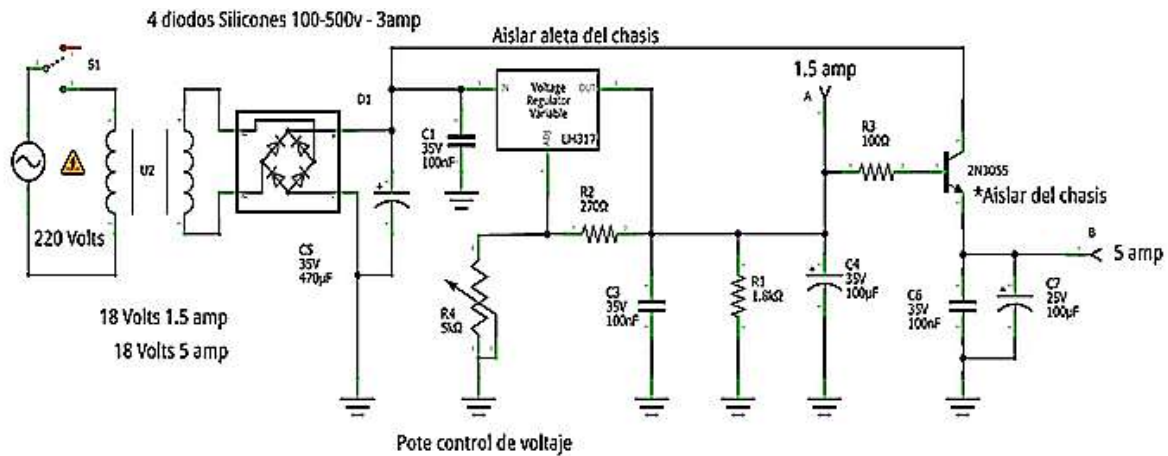 4 diodos Silicones 100-500v - 3amp
Aislar aleta del chasis
S1
D1
IN
Voltage
Regulator
Variable
OUT
ADJ
LM317
1.5 amp
A
R3
100Ω
2N3055
*Aislar del chasis
C1
35V
100nF
U2
220 Volts
R2
270Ω
B
5 amp
C5
35V
470µF
R4
5kΩ
C3
35V
100nF
R1
1.8kΩ
C4
35V
100µF
C6
35V
100nF
C7
25V
100µF
18 Volts 1.5 amp
18 Volts 5 amp
Pote control de voltaje